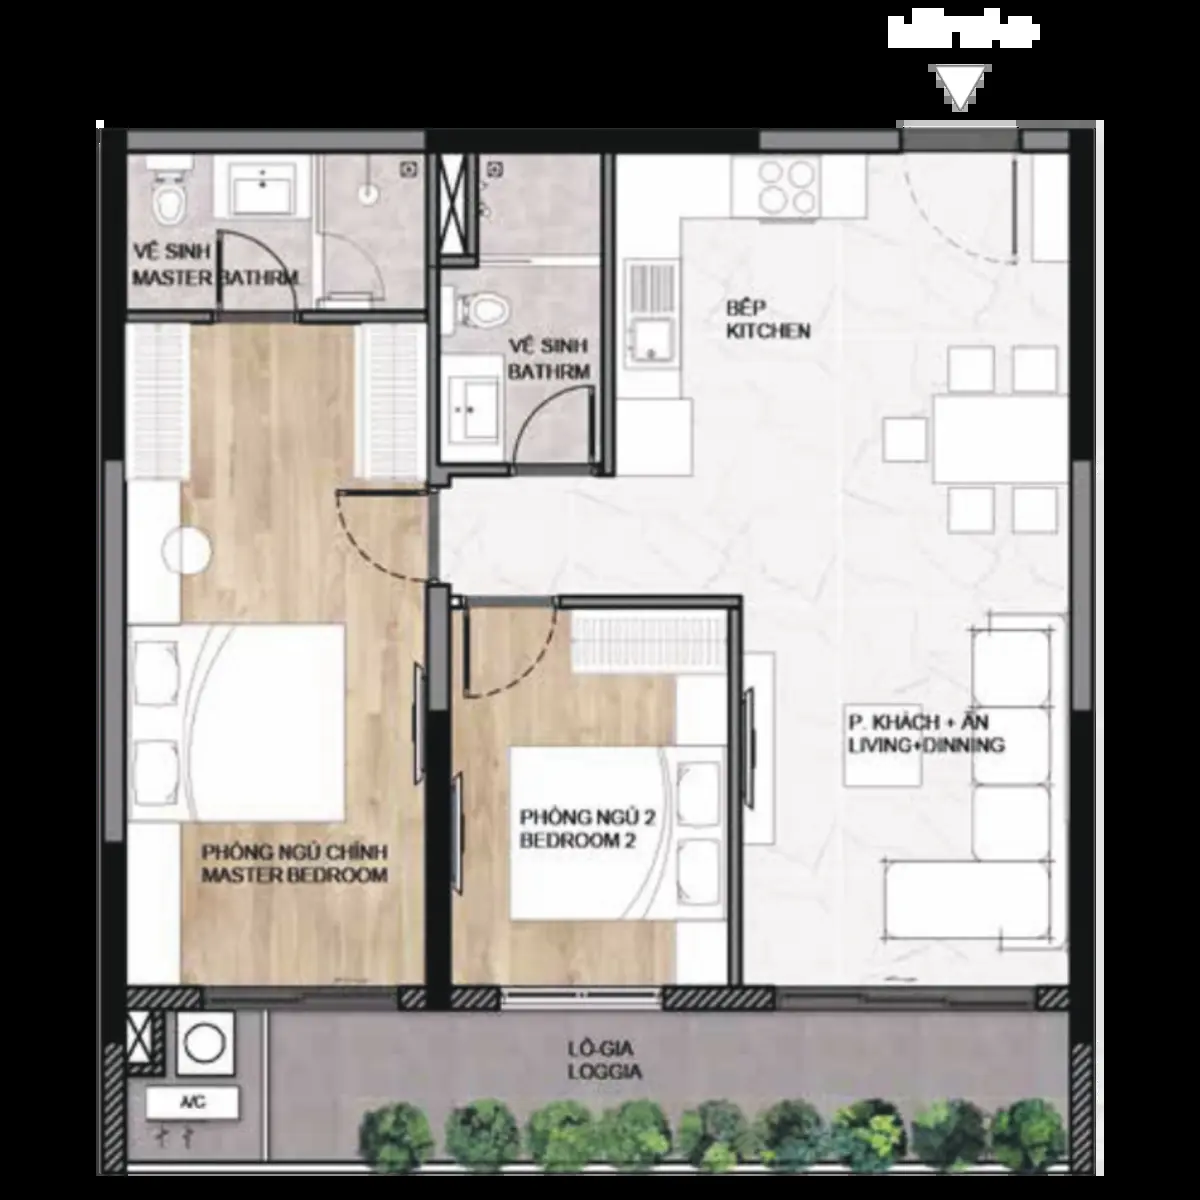 VỆ SINH
MASTER BATHRM
VỆ SINH
BATHRM
BẾP
KITCHEN
P. KHÁCH + ĂN
LIVING+DINNING
PHÒNG NGỦ 2
BEDROOM 2
PHÒNG NGỦ CHÍNH
MASTER BEDROOM
LÔ-GIA
LOGGIA
A/C